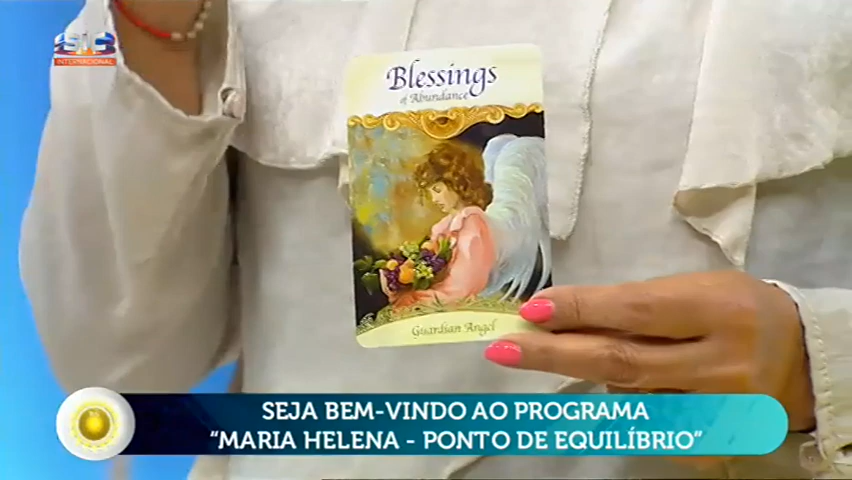 SIC
INTERNACIONAL
Blessings
of Abundance
Guardian Angel
SEJA BEM-VINDO AO PROGRAMA
“MARIA HELENA - PONTO DE EQUILÍBRIO”